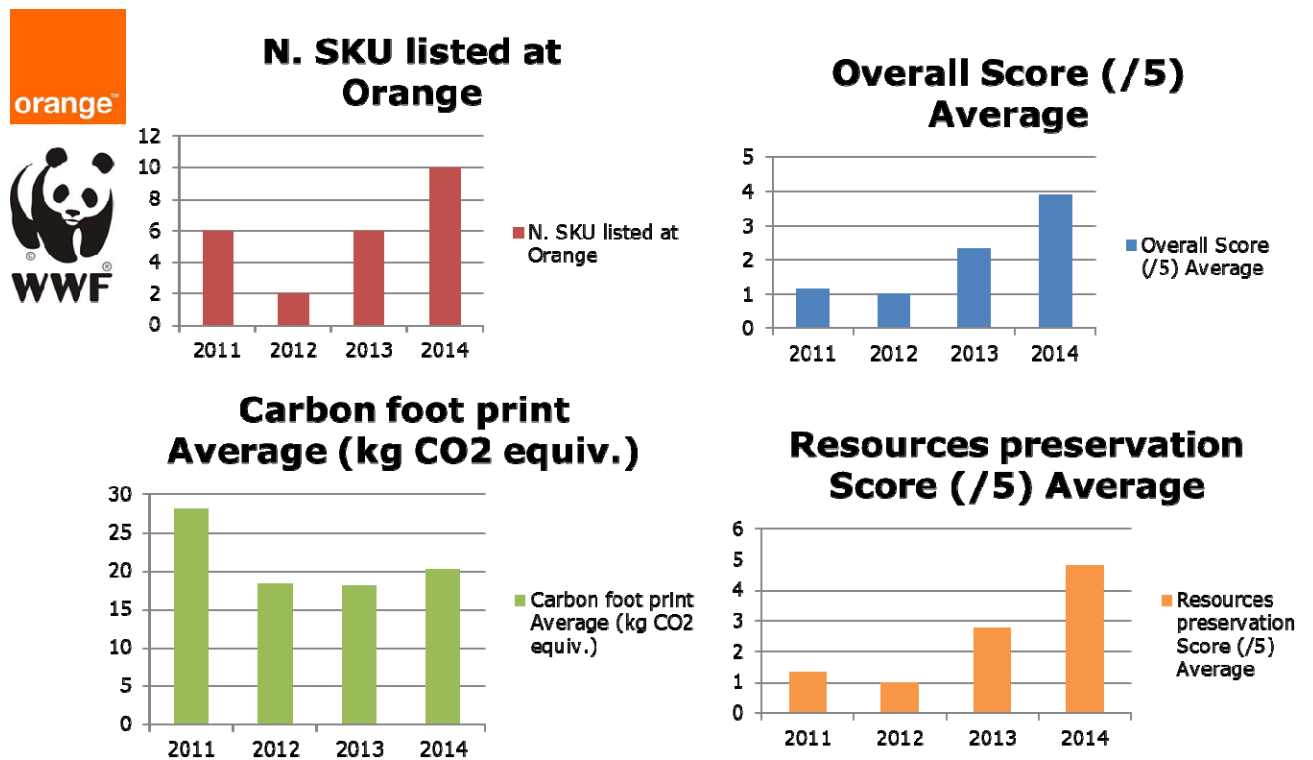 orange™
©
®
WWF
N. SKU listed at
Orange
12
10
8
6
4
2
0
2011 2012 2013 2014
N. SKU listed at
Orange
Overall Score (/5)
Average
5
4
3
2
1
0
2011 2012 2013 2014
Overall Score
(/5) Average
Carbon foot print
Average (kg CO2 equiv.)
30
25
20
15
10
5
0
2011 2012 2013 2014
Carbon foot print
Average (kg CO2
equiv.)
Resources preservation
Score (/5) Average
6
5
4
3
2
1
0
2011 2012 2013 2014
Resources
preservation
Score (/5)
Average